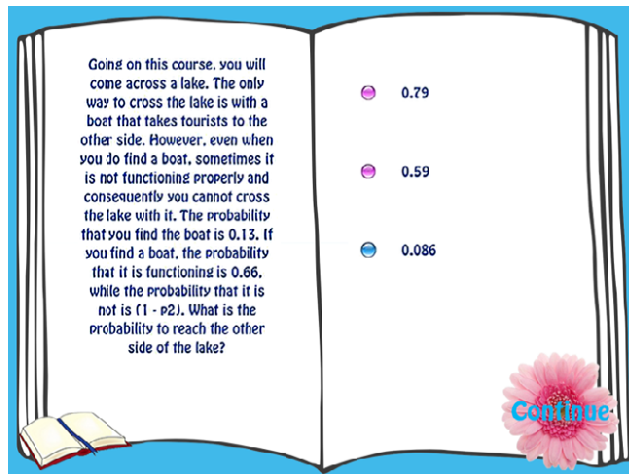 Going on this course, you will
come across a lake. The only
way to cross the lake is with a
boat that takes tourists to the
other side. However, even when
you do find a boat, sometimes it
is not functioning properly and
consequently you cannot cross
the lake with it. The probability
that you find the boat is 0.13. If
you find a boat, the probability
that it is functioning is 0.66,
while the probability that it is
not is (1 - p2). What is the
probability to reach the other
side of the lake?
0.79
0.59
0.086
Continue